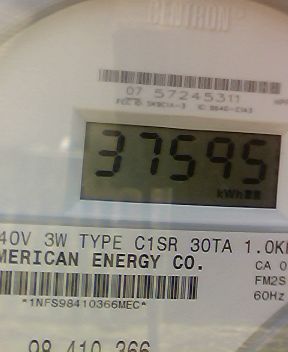 CENTRON
07 57245311
37595
kWh
40V 3W TYPE C1SR 30TA 1.0K
MERICAN ENERGY CO.
CA 0
FM2S
60Hz
*1NFS98410366MEC*
98 410 366